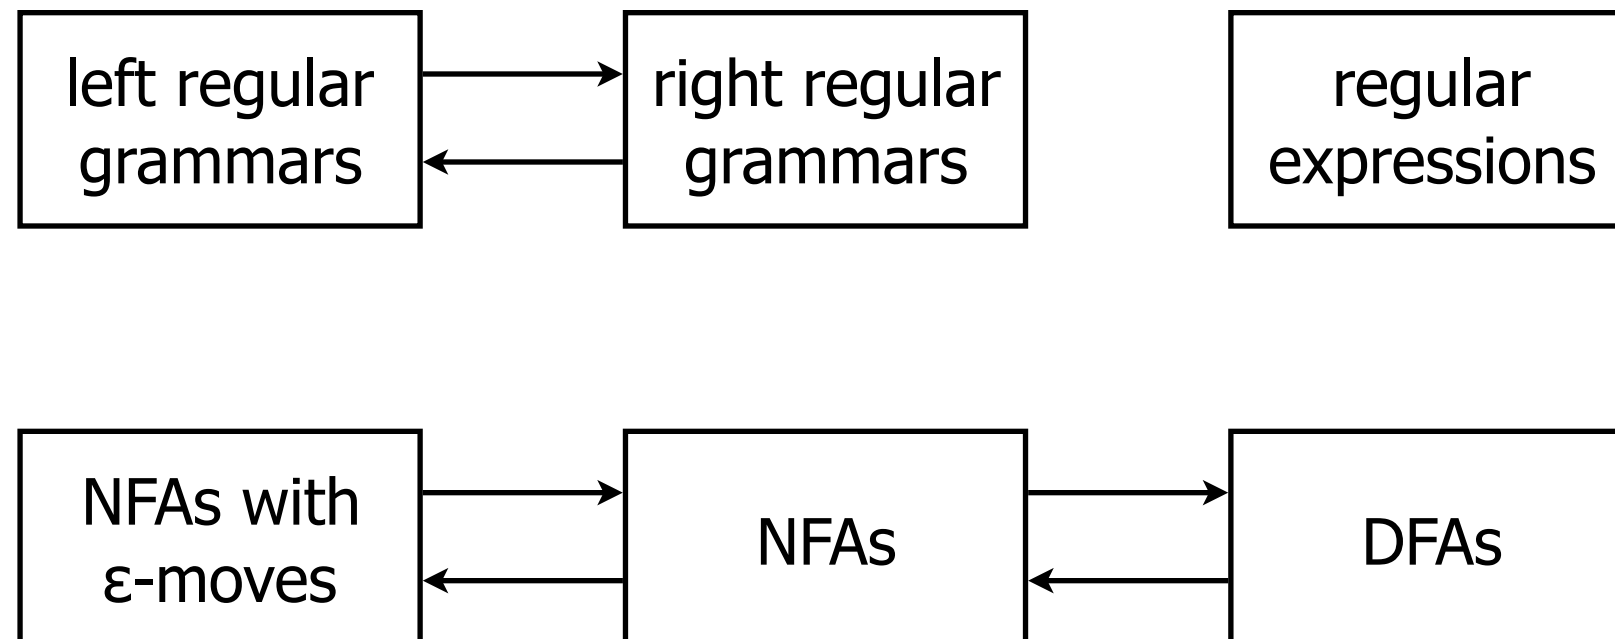 left regular
grammars
right regular
grammars
regular
expressions
NFAs with
ε-moves
NFAs
DFAs